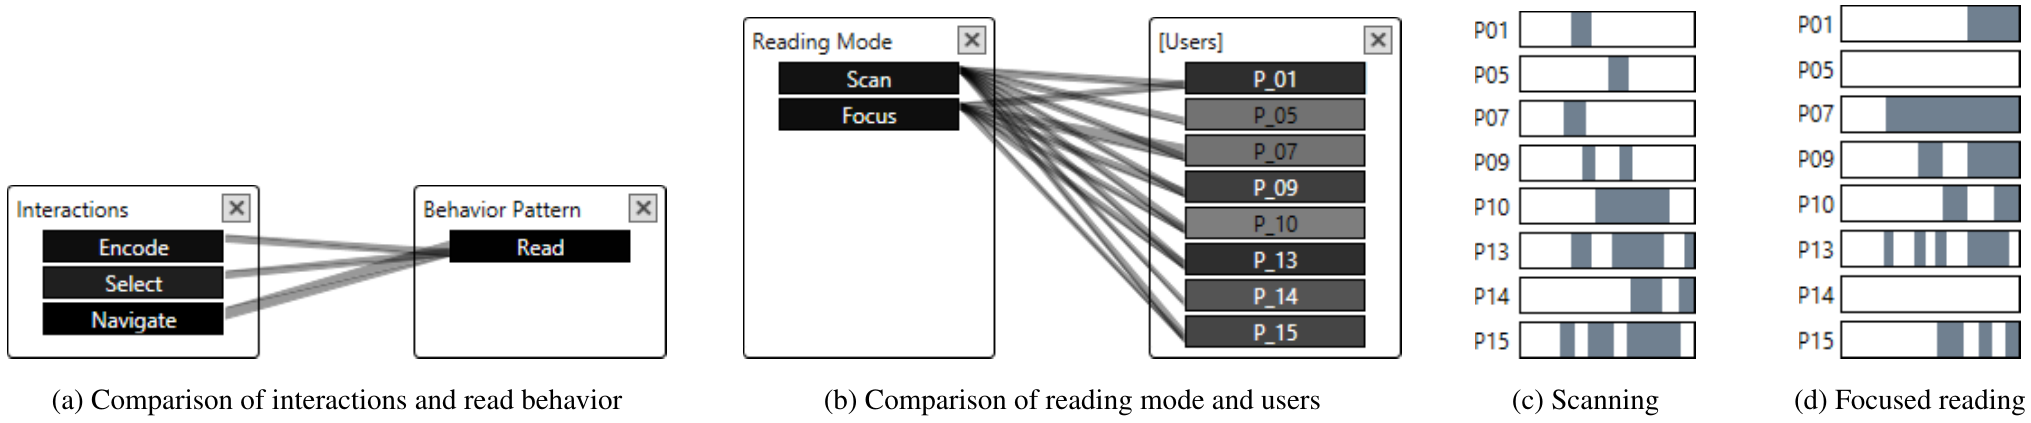 Interactions
Encode
Select
Navigate
Behavior Pattern
Read
(a) Comparison of interactions and read behavior
Reading Mode
Scan
Focus
[Users]
P_01
P_05
P_07
P_09
P_10
P_13
P_14
P_15
(b) Comparison of reading mode and users
P01
P05
P07
P09
P10
P13
P14
P15
(c) Scanning
P01
P05
P07
P09
P10
P13
P14
P15
(d) Focused reading